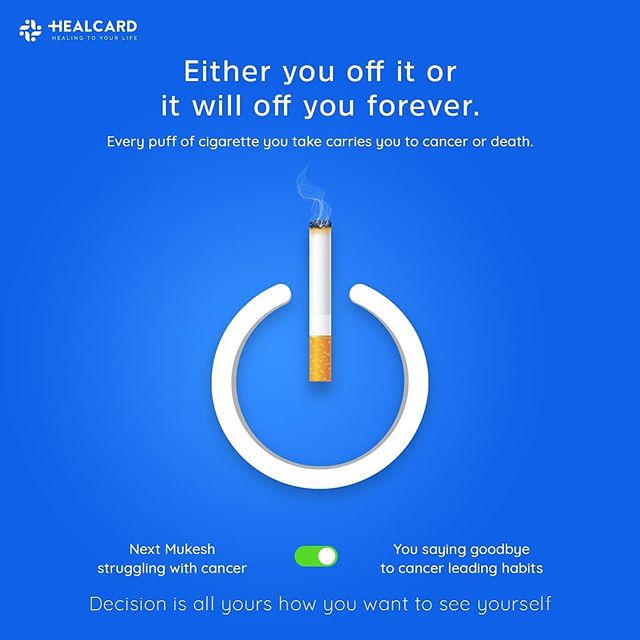 HEALCARD
HEALING TO YOUR LIFE
Either you off it or
it will off you forever.
Every puff of cigarette you take carries you to cancer or death.
Next Mukesh
struggling with cancer
You saying goodbye
to cancer leading habits
Decision is all yours how you want to see yourself